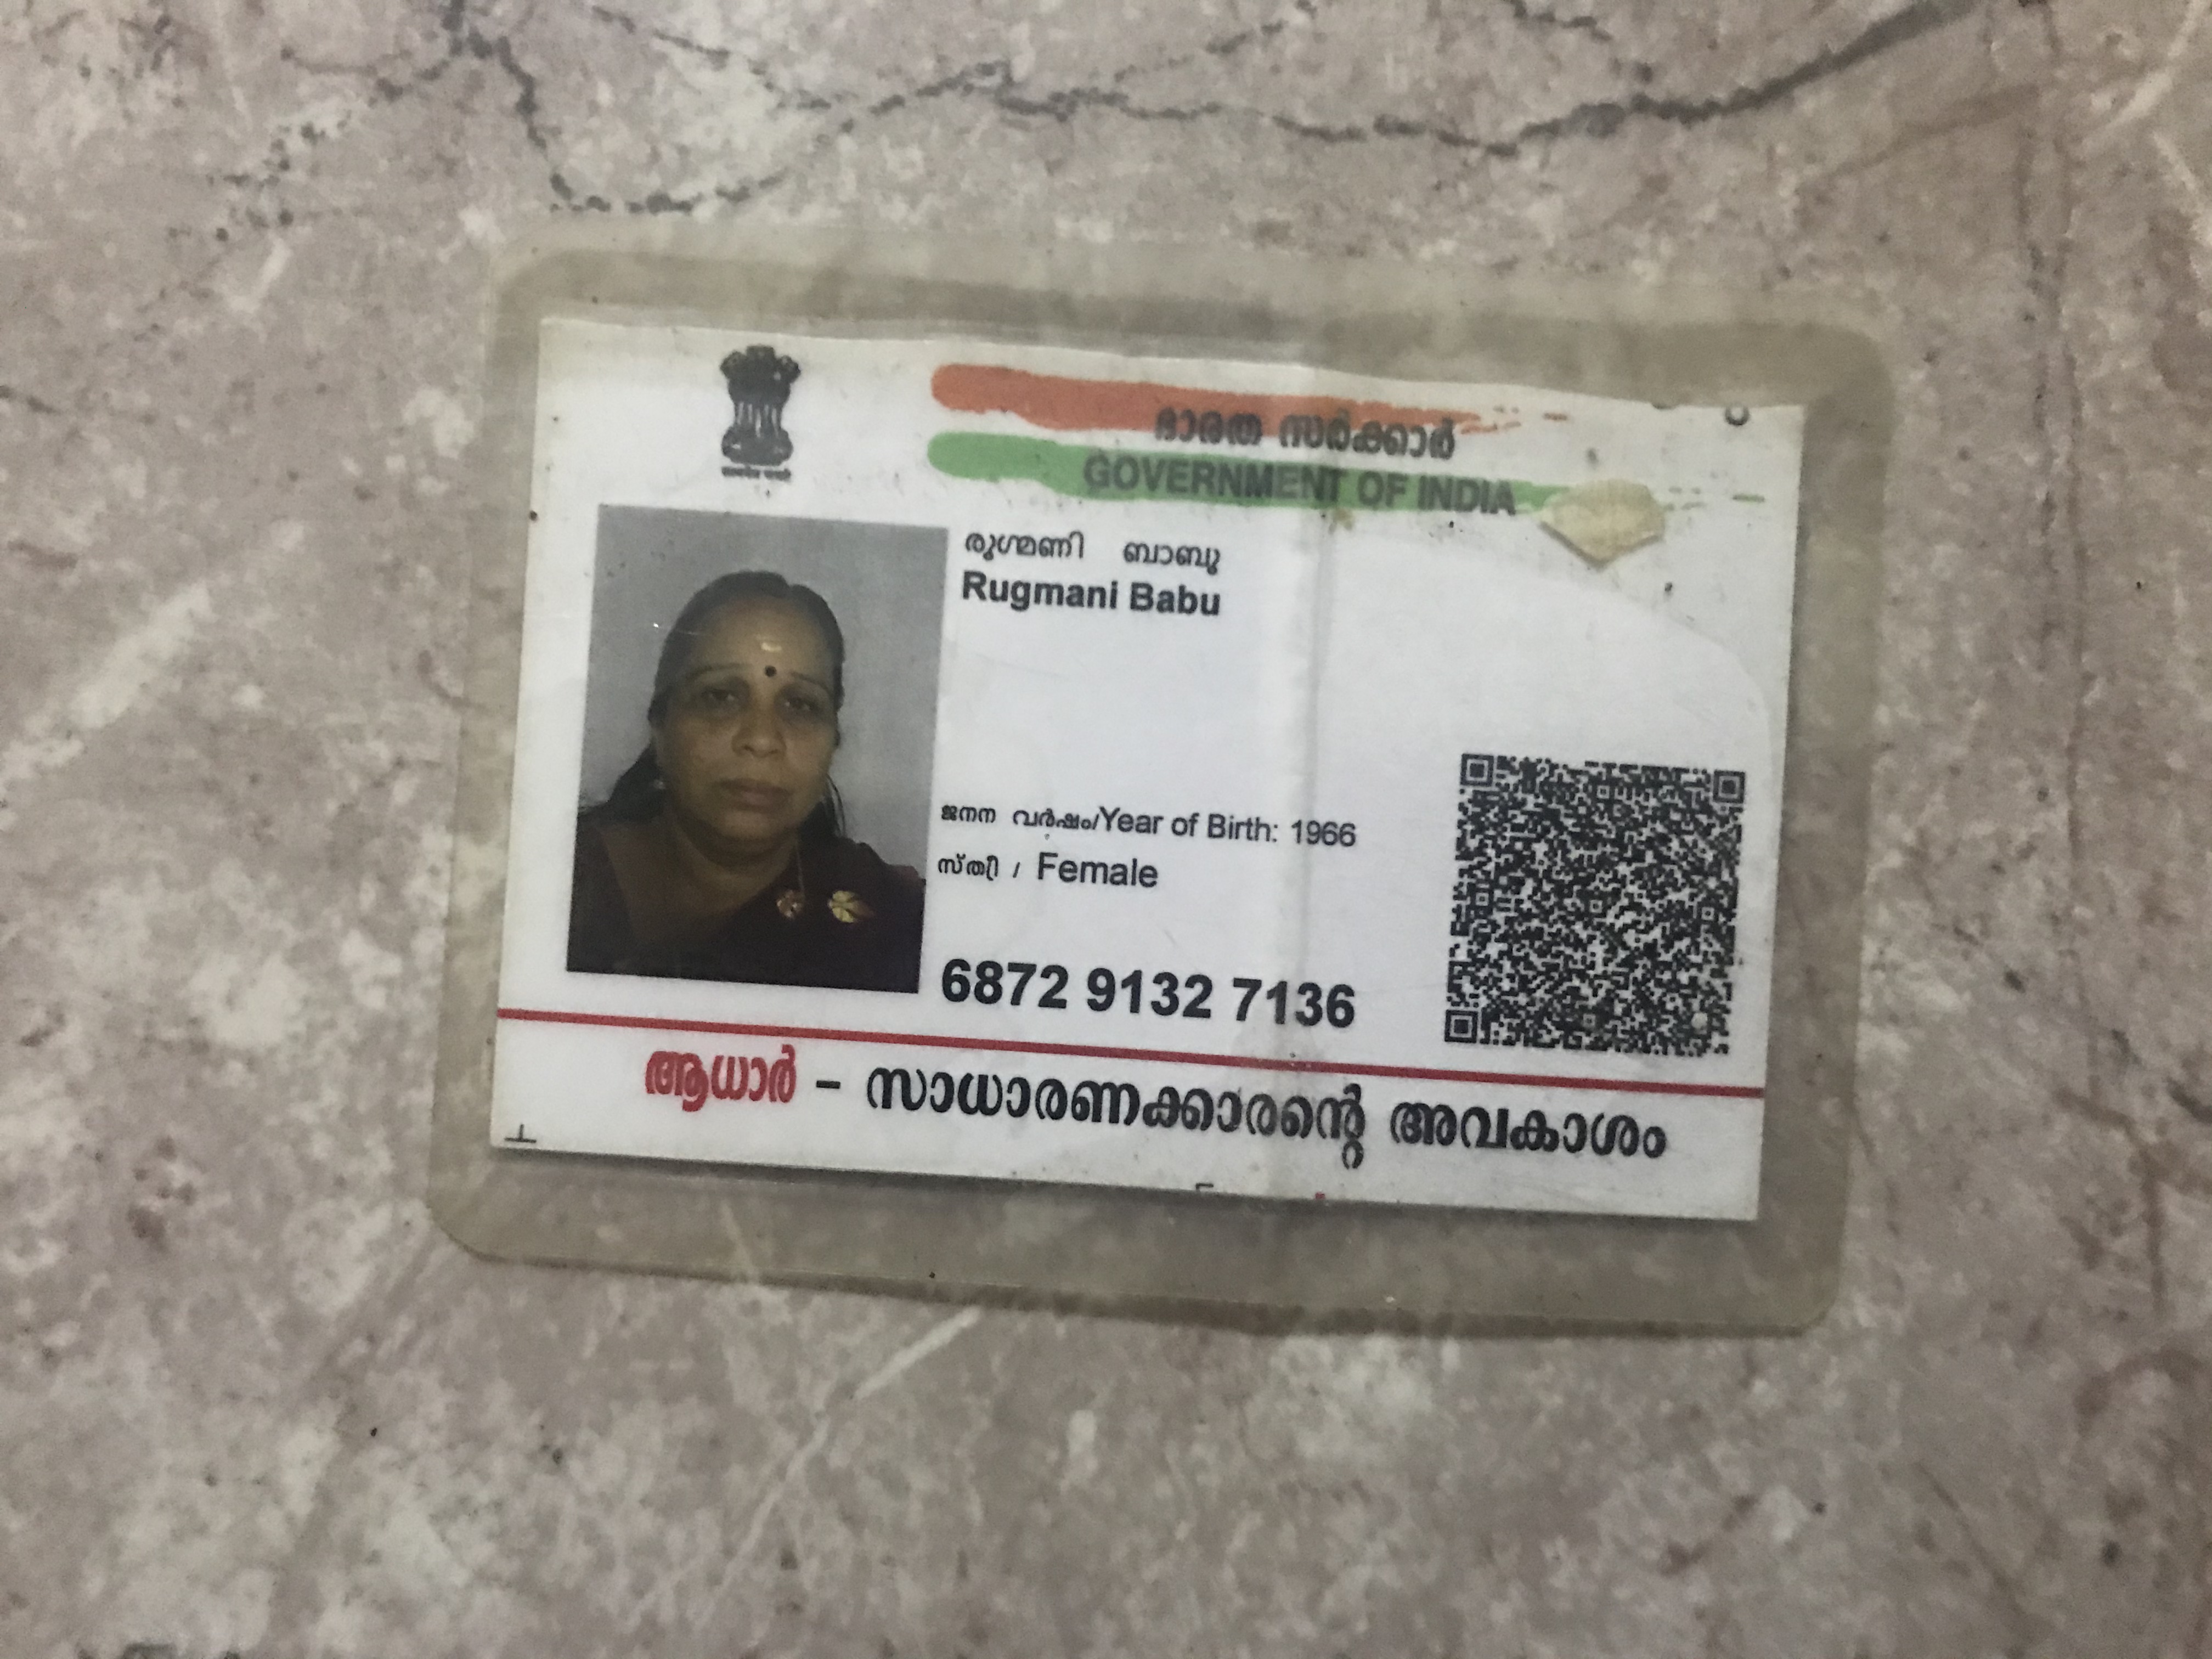 ഭാരത സർക്കാർ
GOVERNMENT OF INDIA
രുഗ്മണി ബാബു
Rugmani Babu
ജനന വർഷം/Year of Birth: 1966
സ്ത്രീ / Female
6872 9132 7136
ആധാർ - സാധാരണക്കാരന്റെ അവകാശം